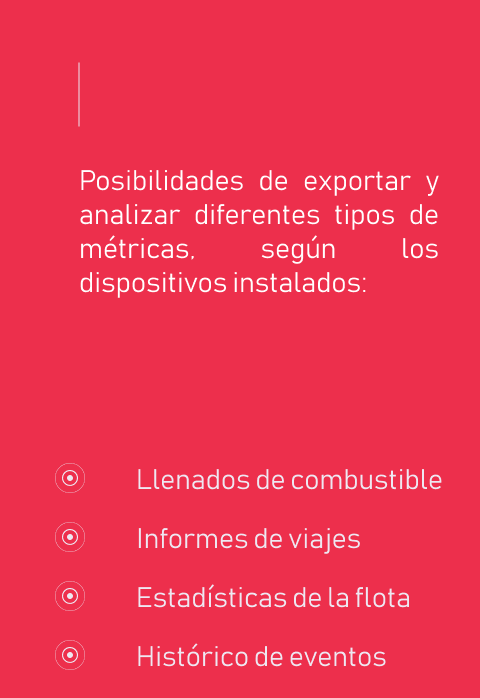 Posibilidades de exportar y
analizar diferentes tipos de
métricas, según los
dispositivos instalados:
Llenados de combustible
Informes de viajes
Estadísticas de la flota
Histórico de eventos